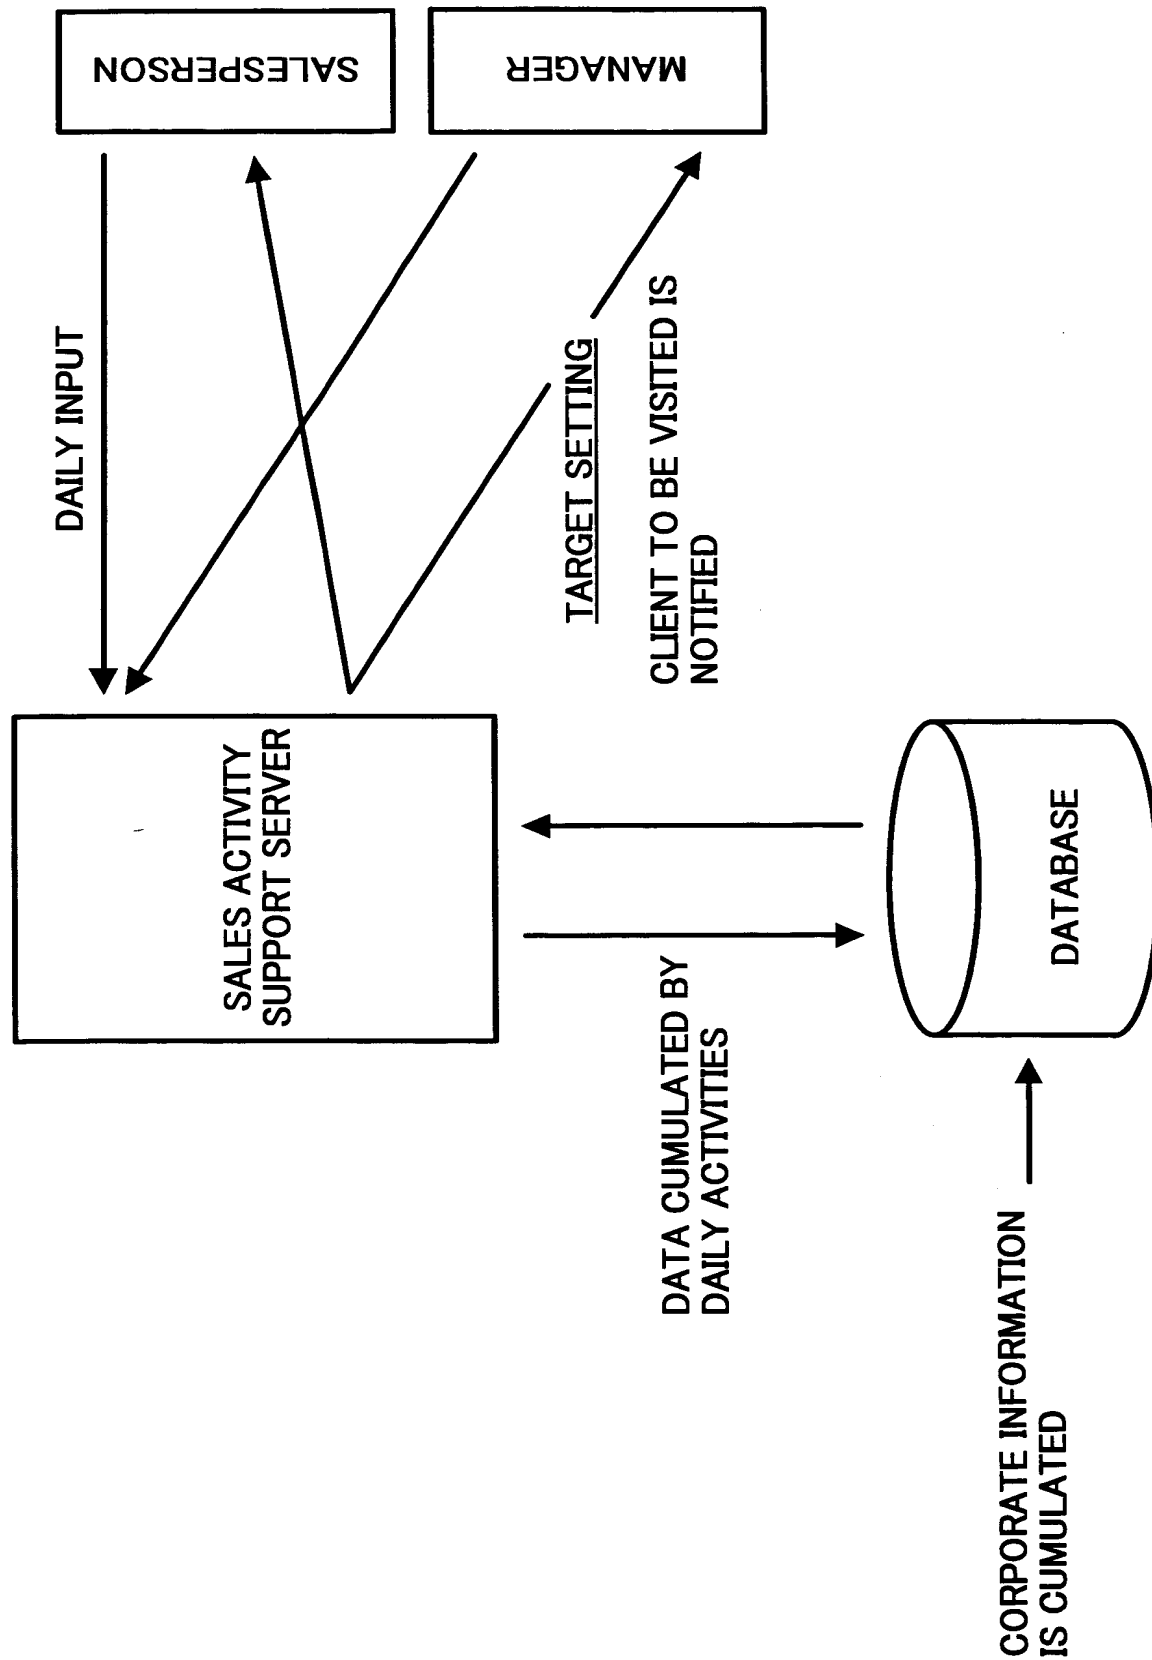 SALESPERSON
MANAGER
DAILY INPUT
TARGET SETTING
CLIENT TO BE VISITED IS
NOTIFIED
SALES ACTIVITY
SUPPORT SERVER
DATA CUMULATED BY
DAILY ACTIVITIES
DATABASE
CORPORATE INFORMATION
IS CUMULATED